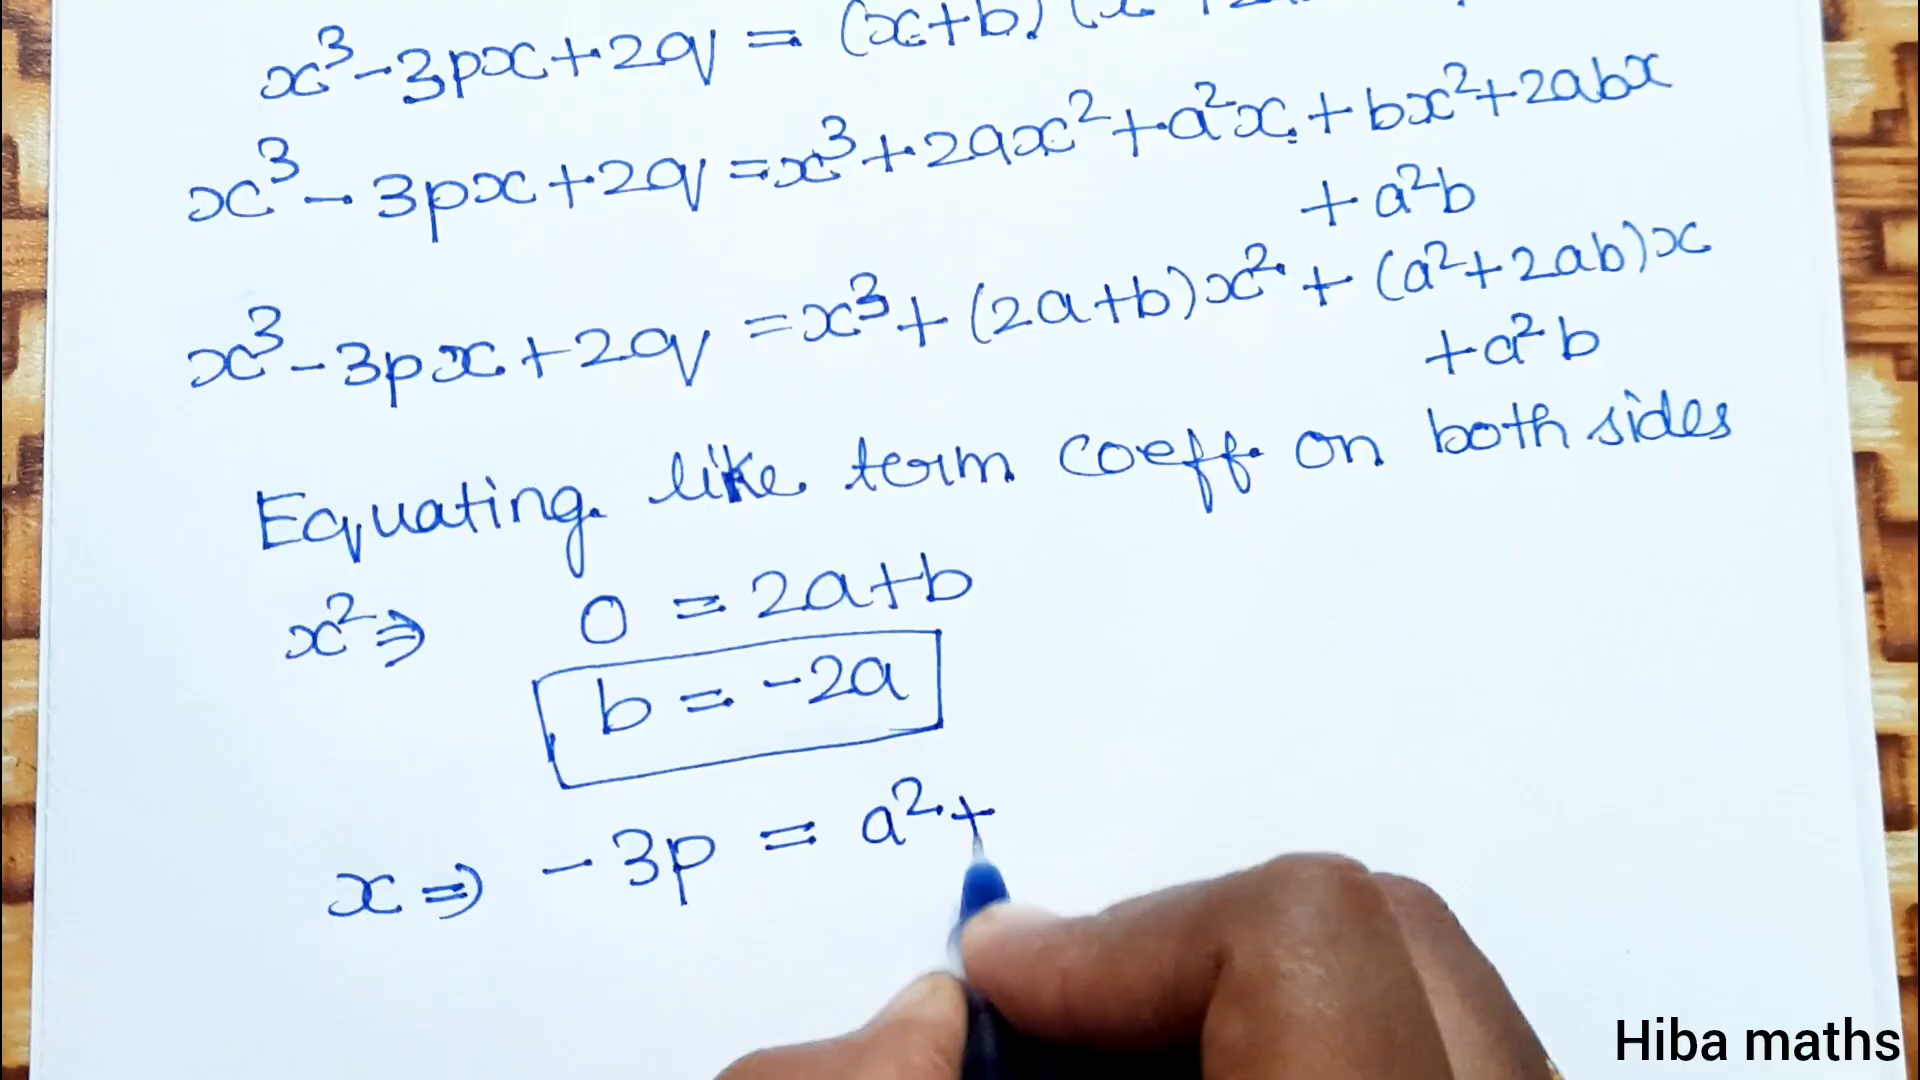 x³-3px+2q = (x+b)(x
x³-3px+2q = x³+2ax²+a²x+bx²+2abx
+a²b
x³-3px+2q = x³+(2a+b)x²+(a²+2ab)x
+a²b
Equating like term coeff. on both sides
x² ⇒ 0 = 2a+b
b = -2a
x ⇒ -3p = a²+
Hiba maths